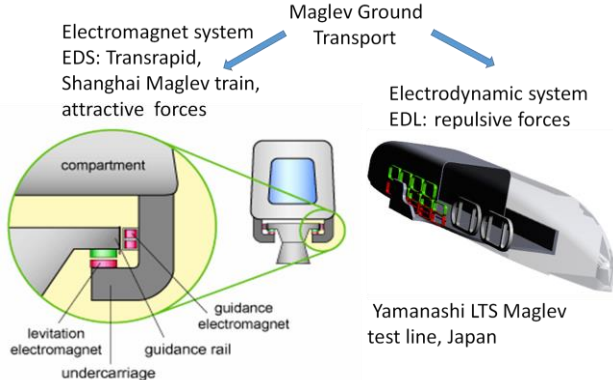 Maglev Ground
Transport
Electromagnet system
EDS: Transrapid,
Shanghai Maglev train,
attractive forces
Electrodynamic system
EDL: repulsive forces
compartment
guidance
electromagnet
levitation
electromagnet
guidance rail
undercarriage
Yamanashi LTS Maglev
test line, Japan